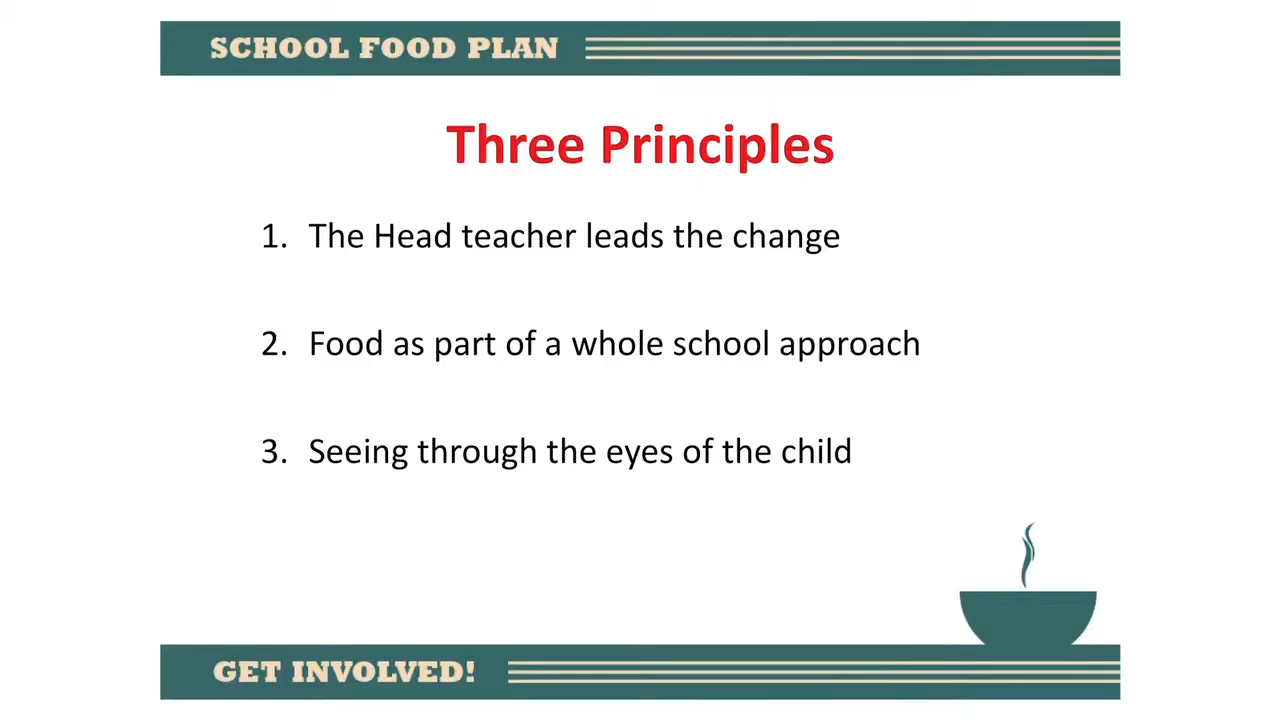 SCHOOL FOOD PLAN
Three Principles
1. The Head teacher leads the change
2. Food as part of a whole school approach
3. Seeing through the eyes of the child
GET INVOLVED!